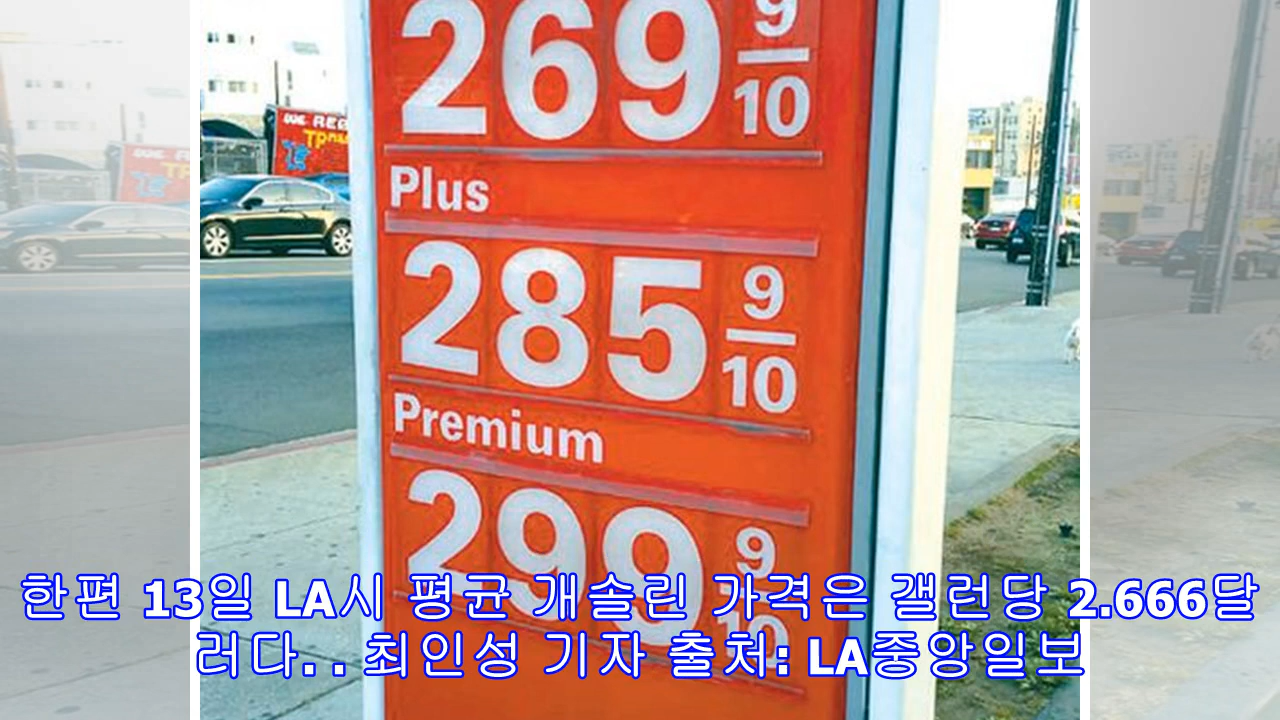 269 9/10
Plus
285 9/10
Premium
299 9/10
한편 13일 LA시 평균 개솔린 가격은 갤런당 2.666달
러다. . 최인성 기자 출처: LA중앙일보